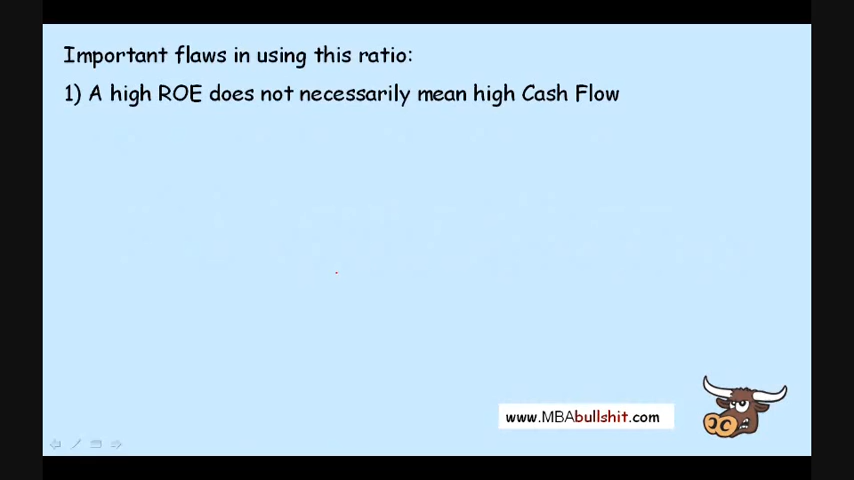 Important flaws in using this ratio:
1) A high ROE does not necessarily mean high Cash Flow
www.MBAbullshit.com